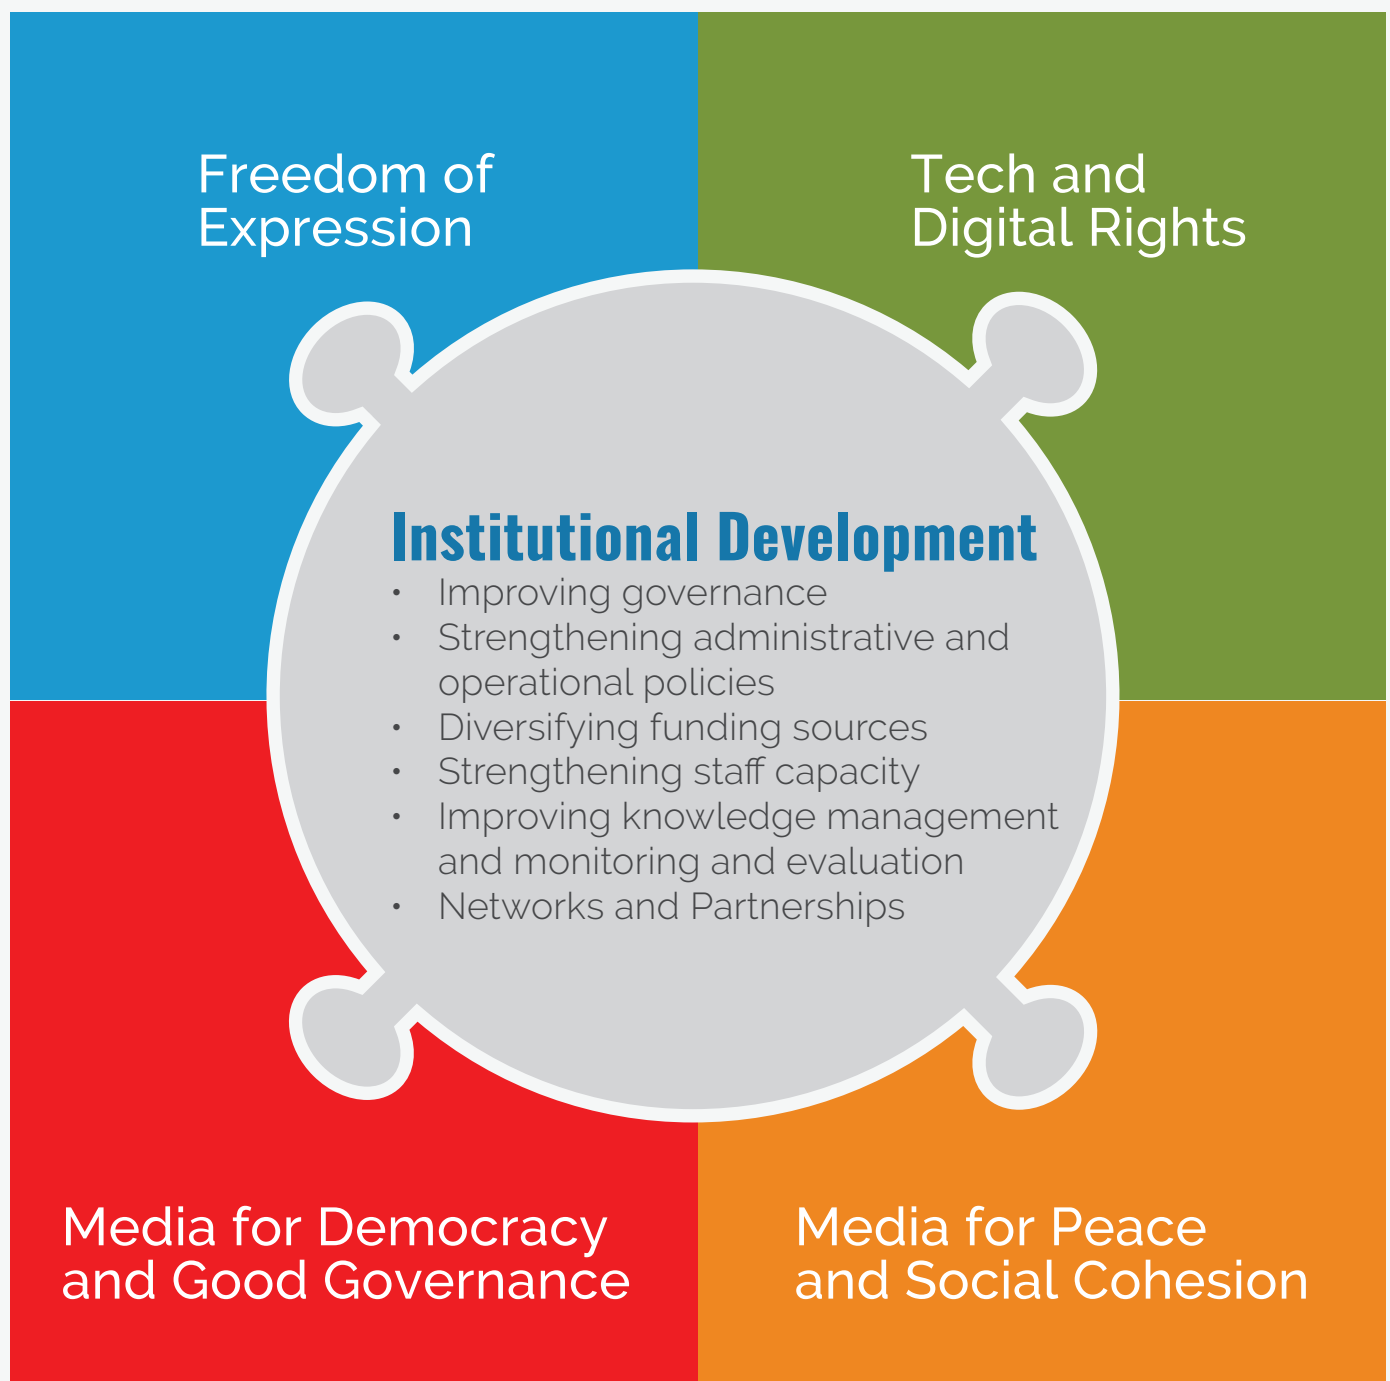 Freedom of
Expression
Tech and
Digital Rights
Institutional Development
• Improving governance
• Strengthening administrative and
operational policies
• Diversifying funding sources
• Strengthening staff capacity
• Improving knowledge management
and monitoring and evaluation
• Networks and Partnerships
Media for Democracy
and Good Governance
Media for Peace
and Social Cohesion